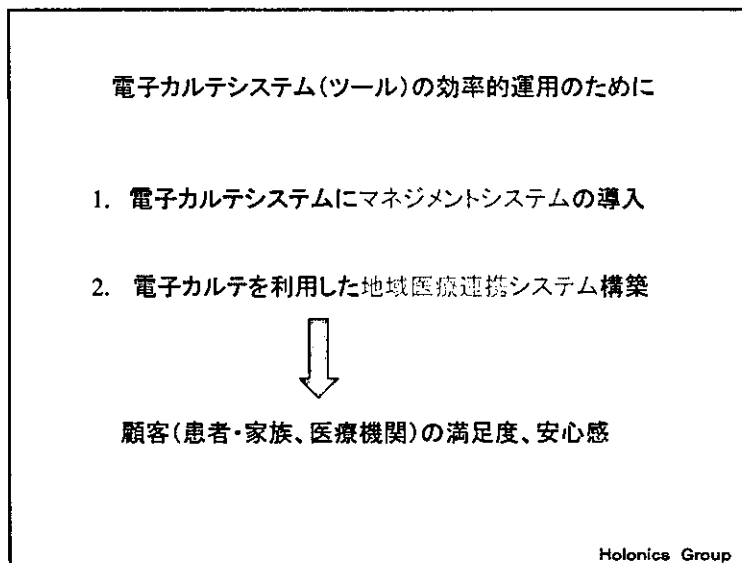 電子カルテシステム(ツール)の効率的運用のために
1. 電子カルテシステムにマネジメントシステムの導入
2. 電子カルテを利用した地域医療連携システム構築
顧客(患者・家族、医療機関)の満足度、安心感
Holonics Group